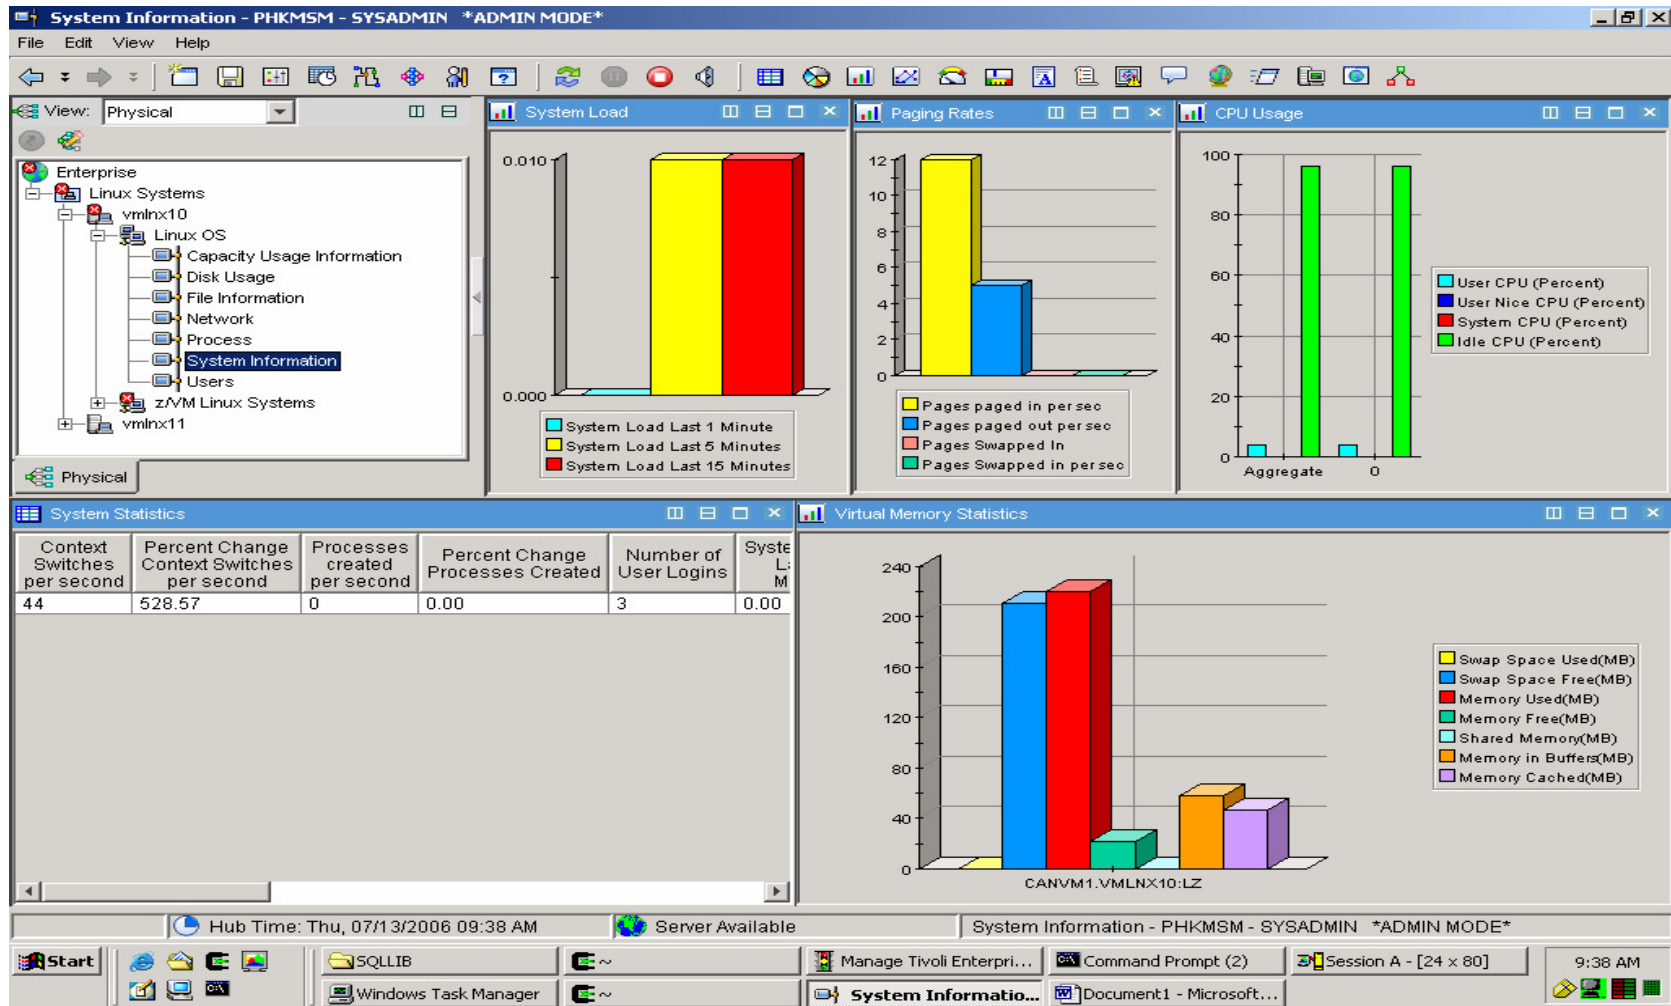 System Information - PHKMSM - SYSADMIN *ADMIN MODE*
File Edit View Help
View: Physical
Enterprise
Linux Systems
vmlnx10
Linux OS
Capacity Usage Information
Disk Usage
File Information
Network
Process
System Information
Users
z/VM Linux Systems
vmlnx11
Physical
System Load
0.010
0.000
System Load Last 1 Minute
System Load Last 5 Minutes
System Load Last 15 Minutes
Paging Rates
12
10
8
6
4
2
0
Pages paged in per sec
Pages paged out per sec
Pages Swapped In
Pages Swapped in per sec
CPU Usage
100
80
60
40
20
0
Aggregate 0
User CPU (Percent)
User Nice CPU (Percent)
System CPU (Percent)
Idle CPU (Percent)
System Statistics
Context Switches per second
Percent Change Context Switches per second
Processes created per second
Percent Change Processes Created
Number of User Logins
Syste
L
M
44 528.57 0 0.00 3 0.00
Virtual Memory Statistics
240
200
160
120
80
40
0
CANVM1.VMLNX10:LZ
Swap Space Used(MB)
Swap Space Free(MB)
Memory Used(MB)
Memory Free(MB)
Shared Memory(MB)
Memory in Buffers(MB)
Memory Cached(MB)
Hub Time: Thu, 07/13/2006 09:38 AM
Server Available
System Information - PHKMSM - SYSADMIN *ADMIN MODE*
Start
SQLLIB
~
Manage Tivoli Enterpri...
Command Prompt (2)
Session A - [24 x 80]
9:38 AM
Windows Task Manager
~
System Informatio...
Document1 - Microsoft...